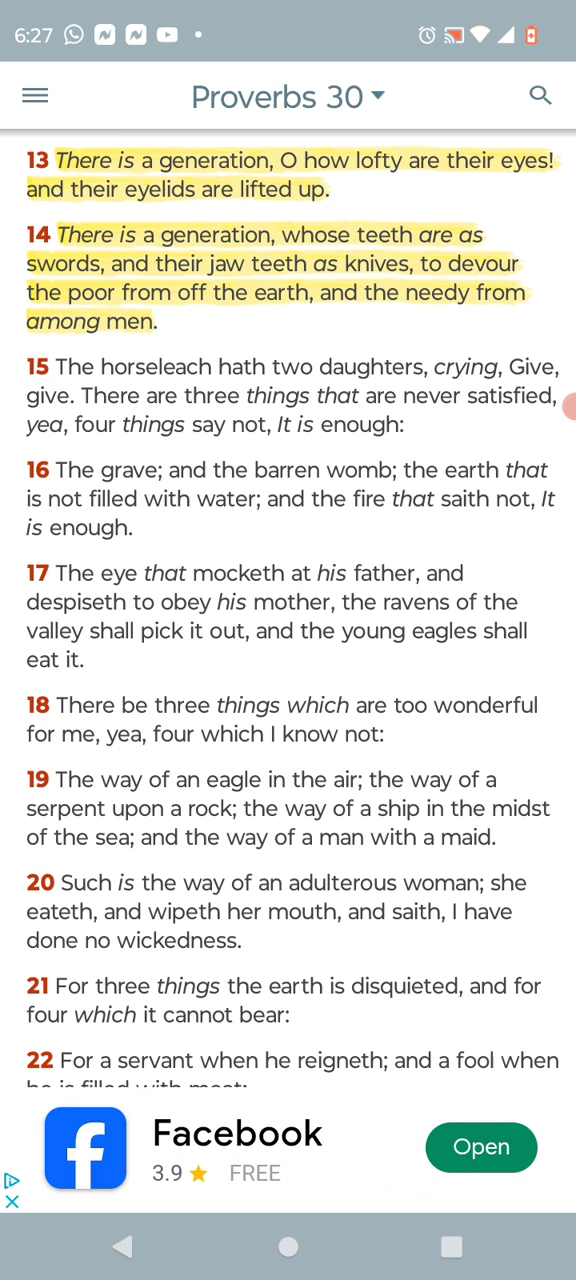 6:27
Proverbs 30
13 There is a generation, O how lofty are their eyes!
and their eyelids are lifted up.
14 There is a generation, whose teeth are as
swords, and their jaw teeth as knives, to devour
the poor from off the earth, and the needy from
among men.
15 The horseleach hath two daughters, crying, Give,
give. There are three things that are never satisfied,
yea, four things say not, It is enough:
16 The grave; and the barren womb; the earth that
is not filled with water; and the fire that saith not, It
is enough.
17 The eye that mocketh at his father, and
despiseth to obey his mother, the ravens of the
valley shall pick it out, and the young eagles shall
eat it.
18 There be three things which are too wonderful
for me, yea, four which I know not:
19 The way of an eagle in the air; the way of a
serpent upon a rock; the way of a ship in the midst
of the sea; and the way of a man with a maid.
20 Such is the way of an adulterous woman; she
eateth, and wipeth her mouth, and saith, I have
done no wickedness.
21 For three things the earth is disquieted, and for
four which it cannot bear:
22 For a servant when he reigneth; and a fool when
he is filled with meat;
Facebook
3.9 FREE
Open